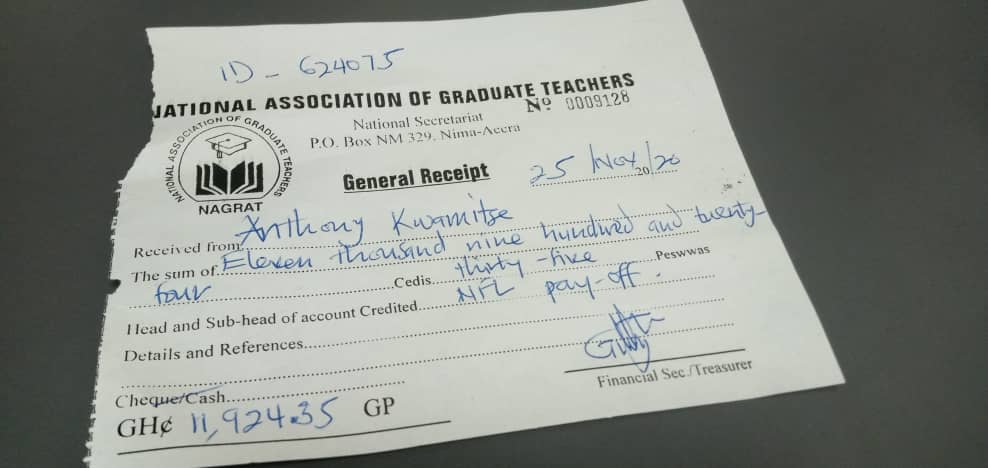 ID - 624075
NATIONAL ASSOCIATION OF GRADUATE TEACHERS
National Secretariat
Nº 0009128
P.O. Box NM 329, Nima-Accra
NATIONAL ASSOCIATION OF GRADUATE TEACHERS
NAGRAT
General Receipt
25/Nov/2020
Received from Anthony Kwamitse
The sum of Eleven thousand nine hundred and twenty-
four Cedis thirty-five Peswwas
Head and Sub-head of account Credited NFL pay-off.
Details and References
Financial Sec./Treasurer
Cheque/Cash
GH¢ 11,924.35 GP